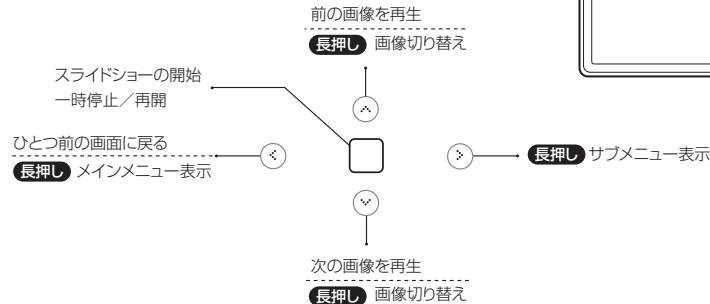 前の画像を再生
長押し 画像切り替え
スライドショーの開始
一時停止／再開
ひとつ前の画面に戻る
長押し メインメニュー表示
長押し サブメニュー表示
次の画像を再生
長押し 画像切り替え